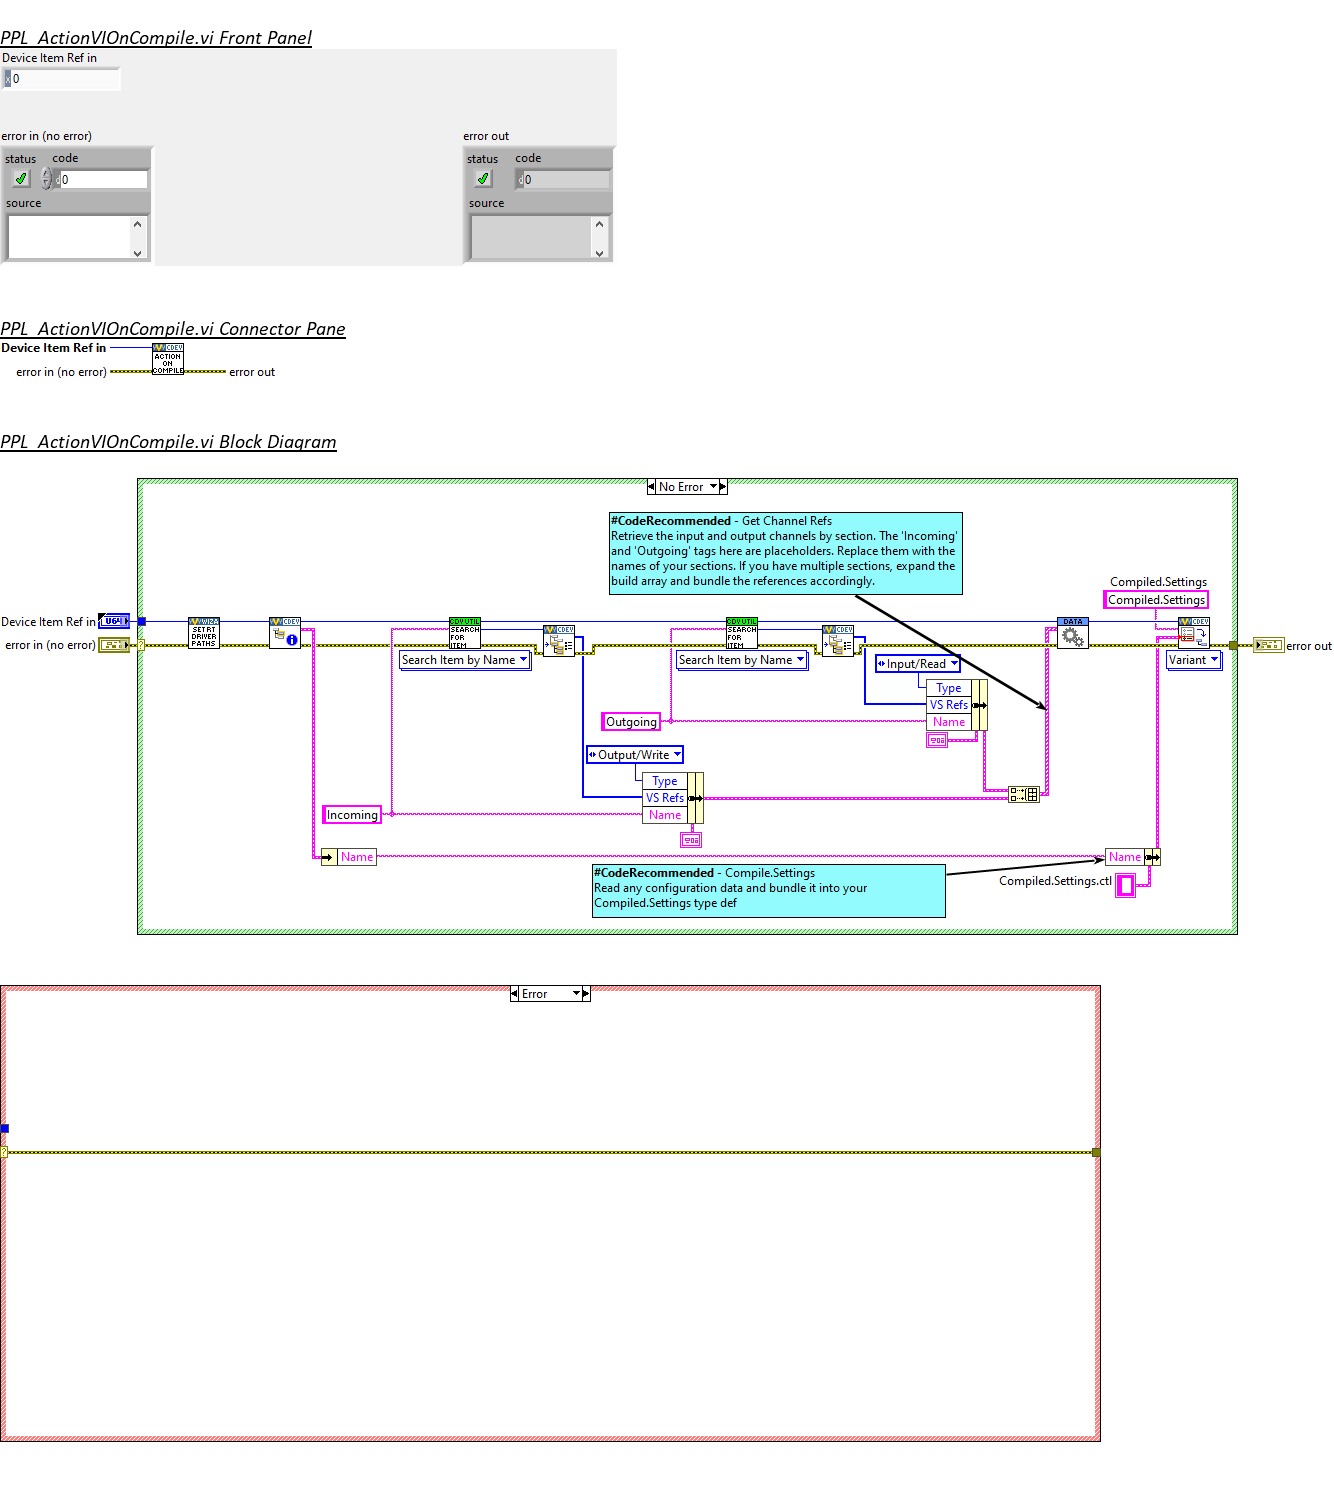 PPL_ActionVIOnCompile.vi Front Panel
Device Item Ref in
x 0
error in (no error)
error out
status code
d 0
source
status code
d 0
source
PPL_ActionVIOnCompile.vi Connector Pane
Device Item Ref in
error in (no error)
CDEV
ACTION
ON
COMPILE
error out
PPL_ActionVIOnCompile.vi Block Diagram
No Error
#CodeRecommended - Get Channel Refs
Retrieve the input and output channels by section. The 'Incoming'
and 'Outgoing' tags here are placeholders. Replace them with the
names of your sections. If you have multiple sections, expand the
build array and bundle the references accordingly.
Compiled.Settings
Compiled.Settings
Device Item Ref in
U64
error in (no error)
?
SET RT
DRIVER
PATHS
CDEV
CDVUTIL
SEARCH
FOR
ITEM
Search Item by Name
CDEV
CDVUTIL
SEARCH
FOR
ITEM
Search Item by Name
CDEV
DATA
CDEV
Variant
error out
Input/Read
Type
VS Refs
Name
Outgoing
Output/Write
Type
VS Refs
Name
Incoming
Name
Name
#CodeRecommended - Compile.Settings
Read any configuration data and bundle it into your
Compiled.Settings type def
Compiled.Settings.ctl
Error
?